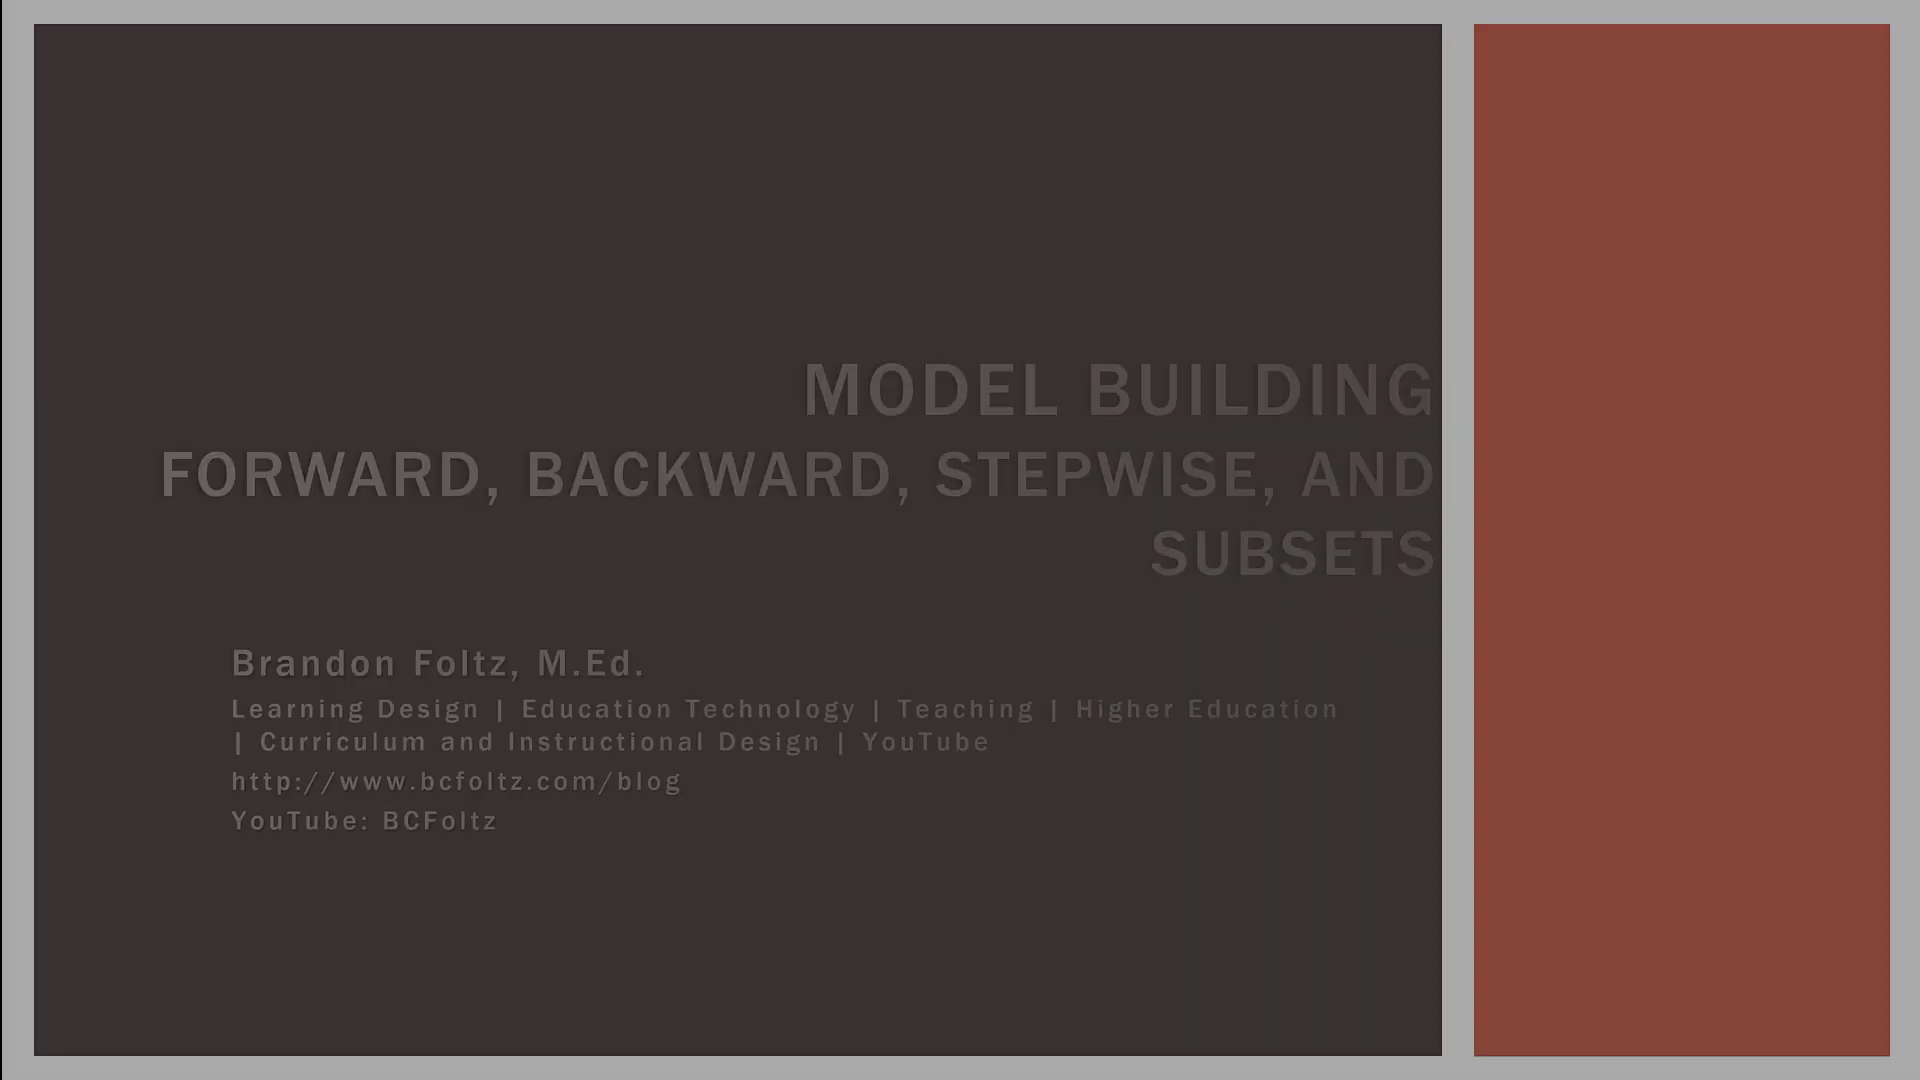 MODEL BUILDING
FORWARD, BACKWARD, STEPWISE, AND
SUBSETS
Brandon Foltz, M.Ed.
Learning Design | Education Technology | Teaching | Higher Education
| Curriculum and Instructional Design | YouTube
http://www.bcfoltz.com/blog
YouTube: BCFoltz